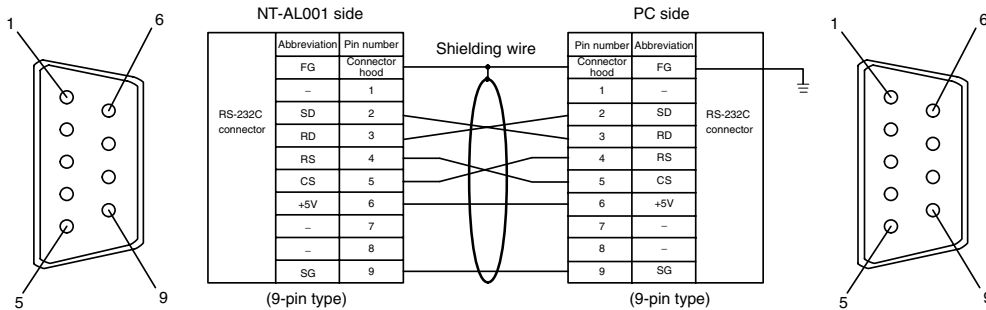 NT-AL001 side
PC side
1
6
5
9
Abbreviation Pin number
FG Connector hood
– 1
SD 2
RD 3
RS 4
CS 5
+5V 6
– 7
– 8
SG 9
RS-232C connector
(9-pin type)
Shielding wire
Pin number Abbreviation
Connector hood FG
1 –
2 SD
3 RD
4 RS
5 CS
6 +5V
7 –
8 –
9 SG
RS-232C connector
(9-pin type)
1
6
5
9